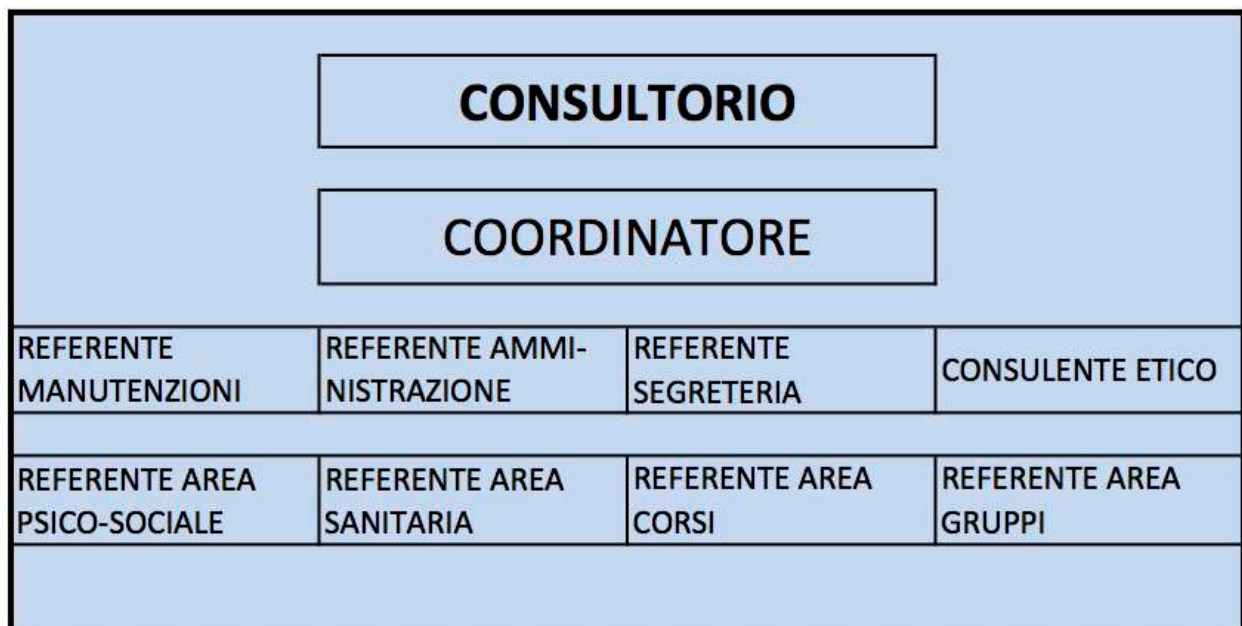 CONSULTORIO
COORDINATORE
REFERENTE
MANUTENZIONI
REFERENTE AMMI-
NISTRAZIONE
REFERENTE
SEGRETERIA
CONSULENTE ETICO
REFERENTE AREA
PSICO-SOCIALE
REFERENTE AREA
SANITARIA
REFERENTE AREA
CORSI
REFERENTE AREA
GRUPPI